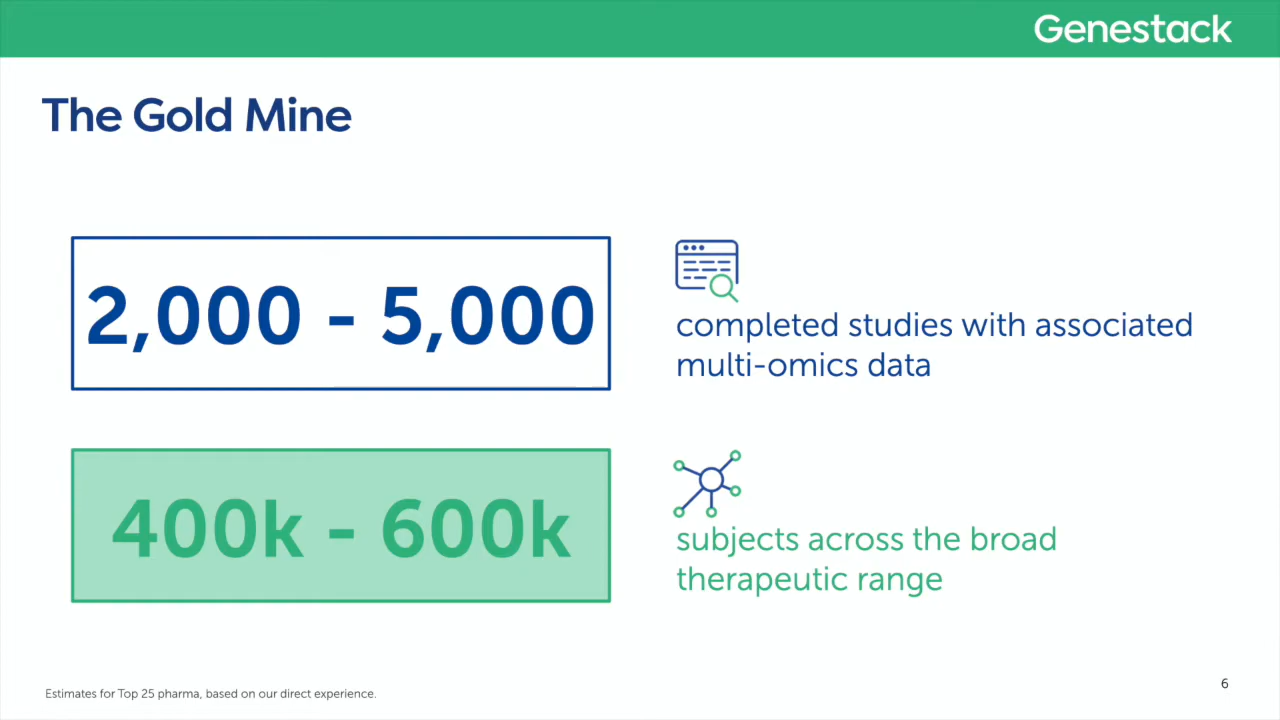 Genestack
The Gold Mine
2,000 - 5,000
completed studies with associated
multi-omics data
400k - 600k
subjects across the broad
therapeutic range
Estimates for Top 25 pharma, based on our direct experience.
6